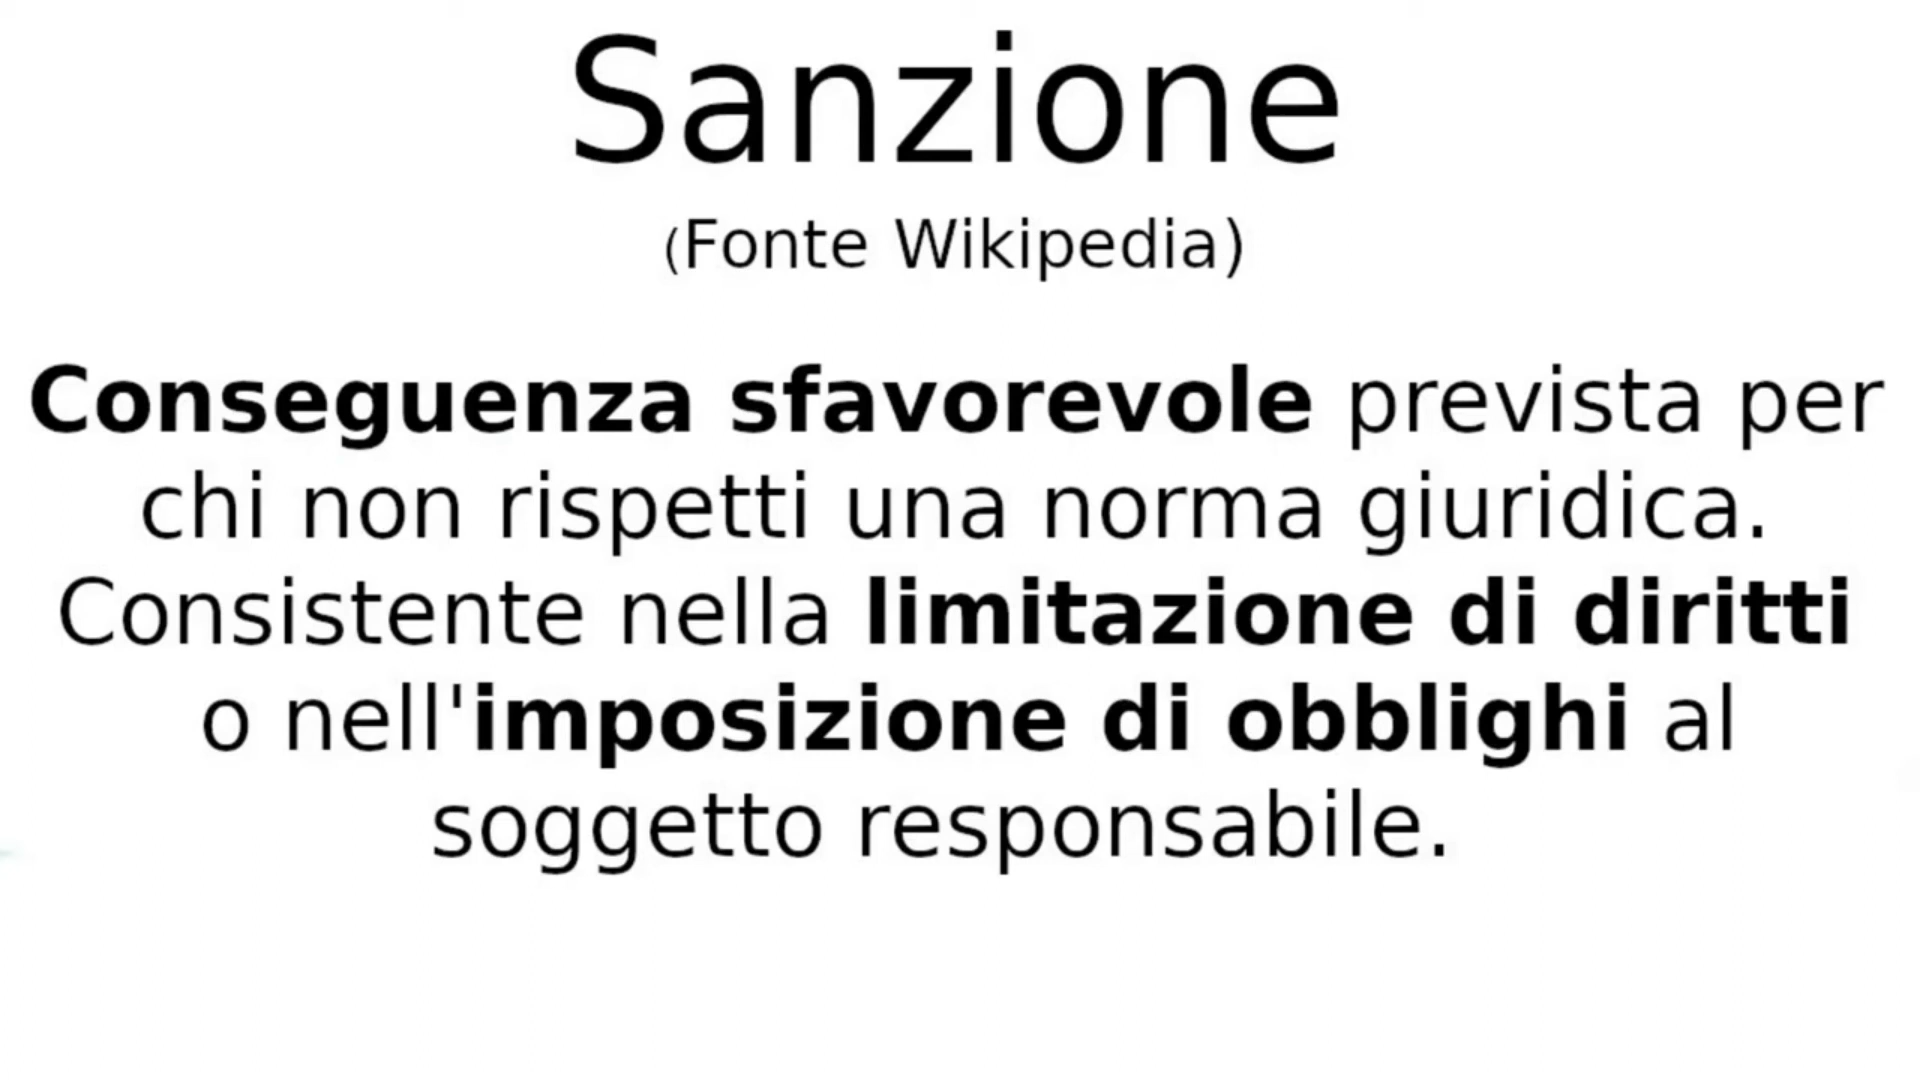 Sanzione
(Fonte Wikipedia)
Conseguenza sfavorevole prevista per
chi non rispetti una norma giuridica.
Consistente nella limitazione di diritti
o nell'imposizione di obblighi al
soggetto responsabile.